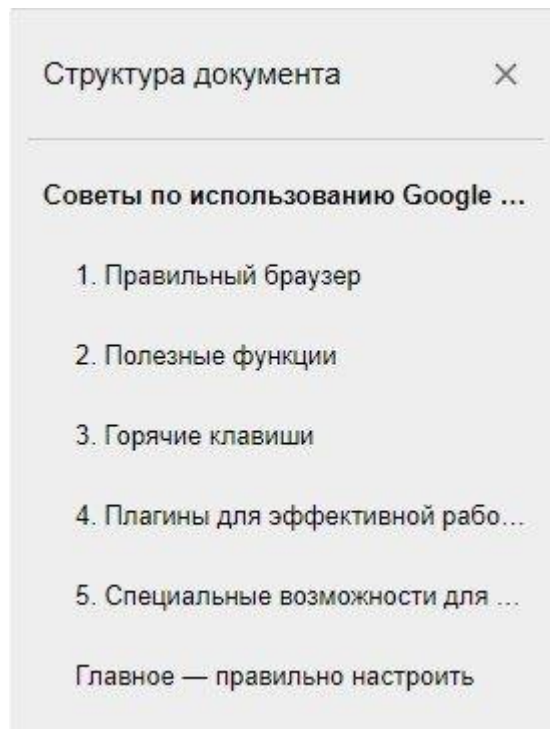 Структура документа
Советы по использованию Google ...
1. Правильный браузер
2. Полезные функции
3. Горячие клавиши
4. Плагины для эффективной рабо...
5. Специальные возможности для ...
Главное — правильно настроить